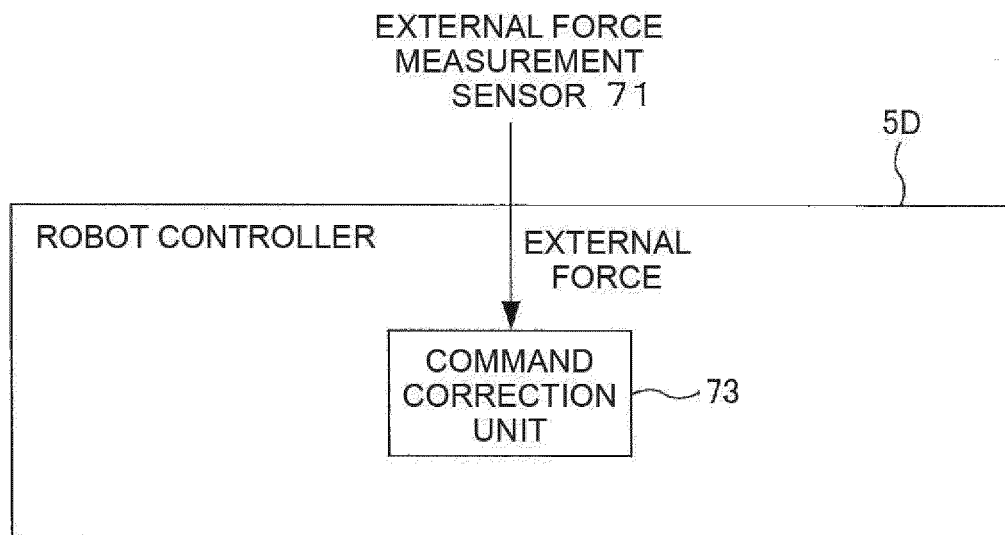 EXTERNAL FORCE
MEASUREMENT
SENSOR 71
5D
ROBOT CONTROLLER
EXTERNAL
FORCE
COMMAND
CORRECTION
UNIT
73